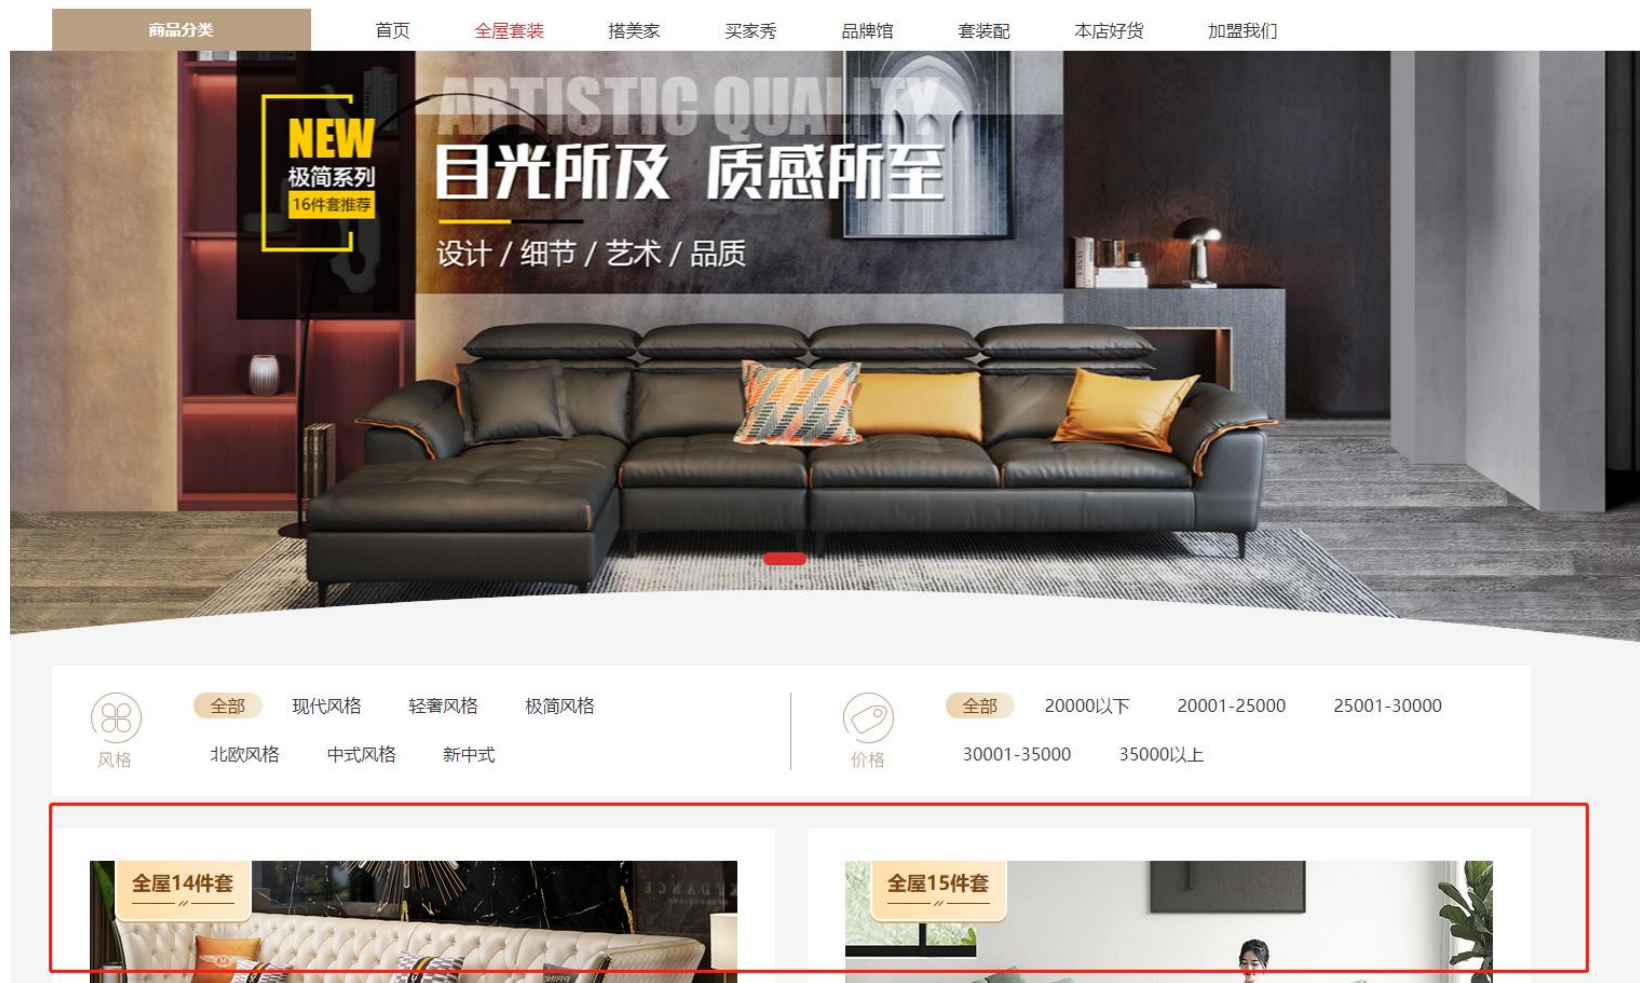 商品分类 首页 全屋套装 搭美家 买家秀 品牌馆 套装配 本店好货 加盟我们
ARTISTIC QUALITY
NEW
极简系列
16件套推荐
目光所及 质感所至
设计 / 细节 / 艺术 / 品质
风格
全部 现代风格 轻奢风格 极简风格
北欧风格 中式风格 新中式
价格
全部 20000以下 20001-25000 25001-30000
30001-35000 35000以上
全屋14件套
全屋15件套